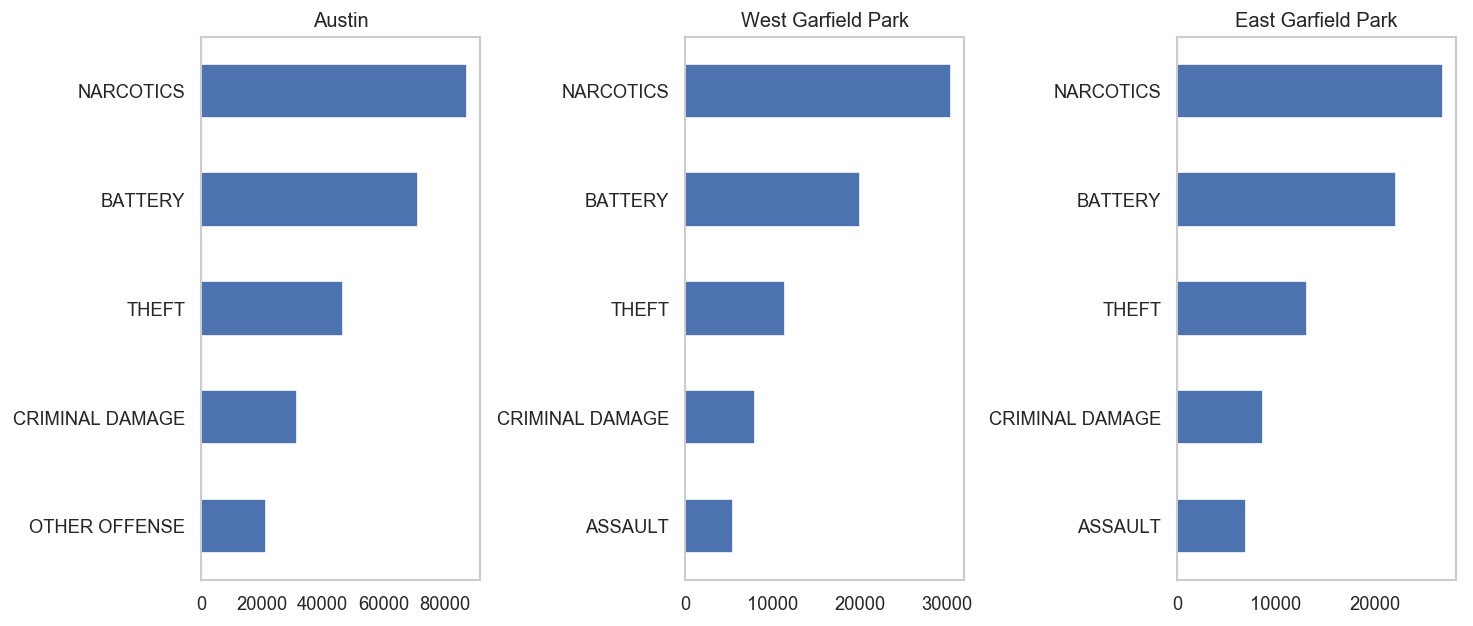 Austin
NARCOTICS
BATTERY
THEFT
CRIMINAL DAMAGE
OTHER OFFENSE
0 20000 40000 60000 80000
West Garfield Park
NARCOTICS
BATTERY
THEFT
CRIMINAL DAMAGE
ASSAULT
0 10000 20000 30000
East Garfield Park
NARCOTICS
BATTERY
THEFT
CRIMINAL DAMAGE
ASSAULT
0 10000 20000